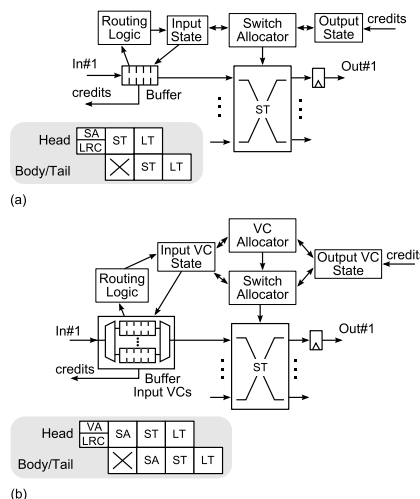 Routing Logic
Input State
Switch Allocator
Output State
credits
In#1
Out#1
credits
Buffer
ST
Head
SA
LRC
ST
LT
Body/Tail
ST
LT
(a)
VC Allocator
Input VC State
Output VC State
credits
Routing Logic
Switch Allocator
In#1
Out#1
credits
Buffer
Input VCs
ST
Head
VA
LRC
SA
ST
LT
Body/Tail
SA
ST
LT
(b)